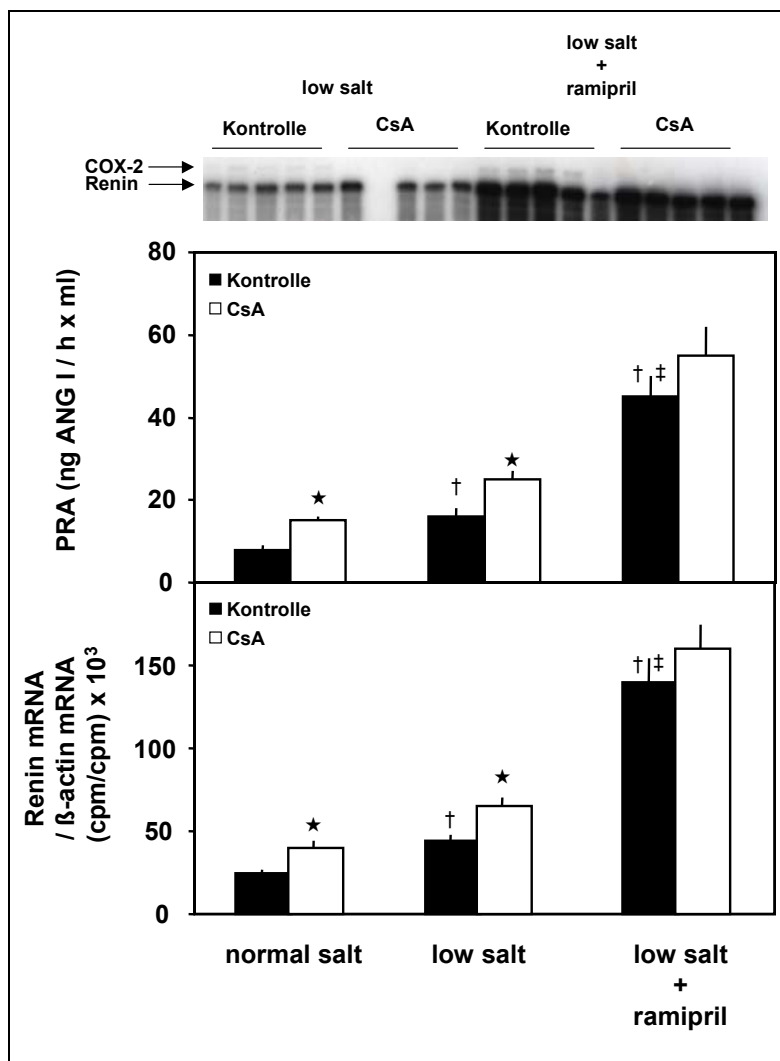 low salt
+
ramipril
low salt
Kontrolle CsA Kontrolle CsA
COX-2
Renin
80
60
40
20
0
PRA (ng ANG I / h x ml)
■ Kontrolle
□ CsA
★ † ★ † ‡
150
100
50
0
Renin mRNA
/ ß-actin mRNA
(cpm/cpm) x 10³
■ Kontrolle
□ CsA
★ † ★ † ‡
normal salt low salt low salt
+
ramipril